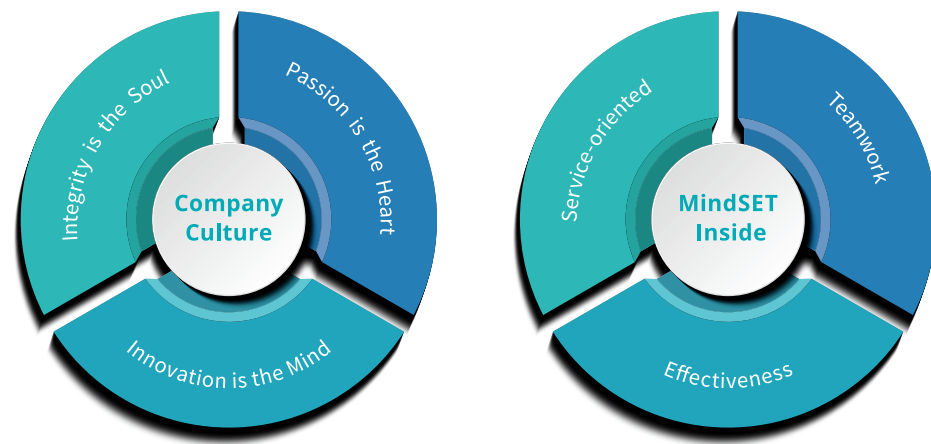 Integrity is the Soul
Passion is the Heart
Company
Culture
Innovation is the Mind
Service-oriented
Teamwork
MindSET
Inside
Effectiveness